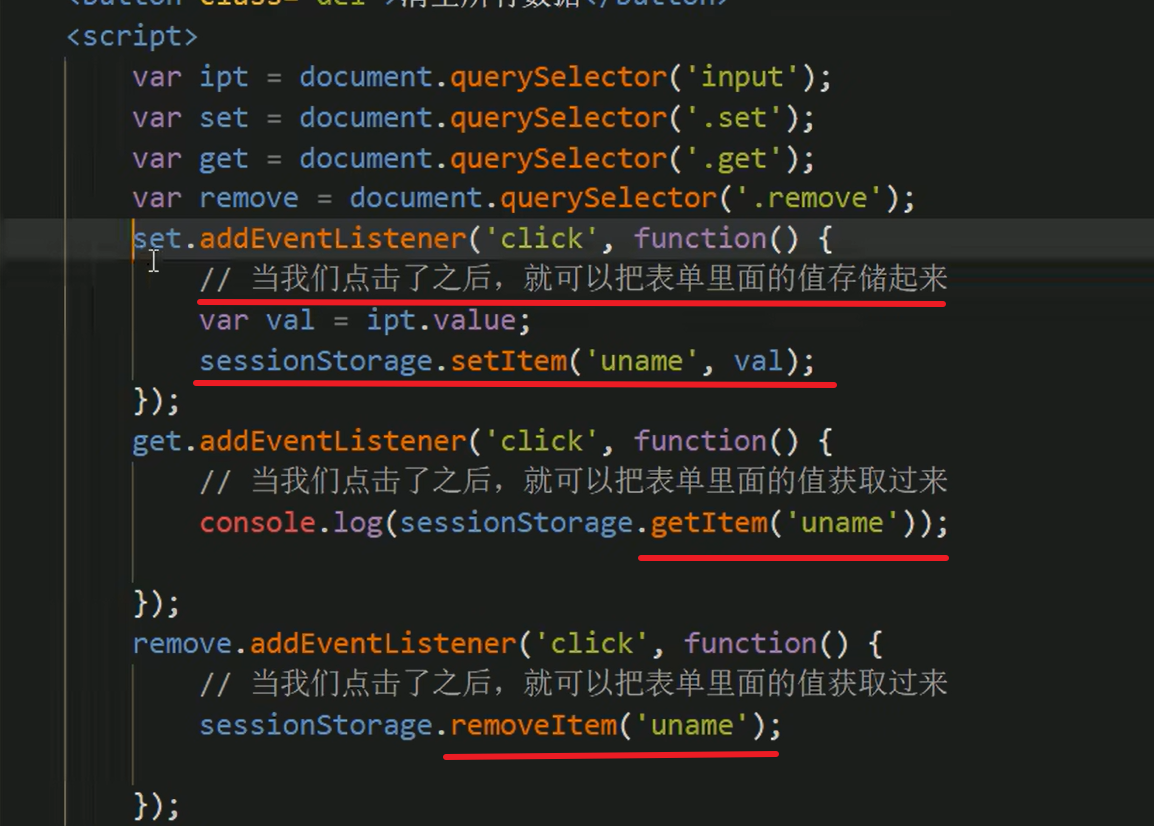 <button class="del">清空所有数据</button>
<script>
var ipt = document.querySelector('input');
var set = document.querySelector('.set');
var get = document.querySelector('.get');
var remove = document.querySelector('.remove');
set.addEventListener('click', function() {
// 当我们点击了之后，就可以把表单里面的值存储起来
var val = ipt.value;
sessionStorage.setItem('uname', val);
});
get.addEventListener('click', function() {
// 当我们点击了之后，就可以把表单里面的值获取过来
console.log(sessionStorage.getItem('uname'));
});
remove.addEventListener('click', function() {
// 当我们点击了之后，就可以把表单里面的值获取过来
sessionStorage.removeItem('uname');
});